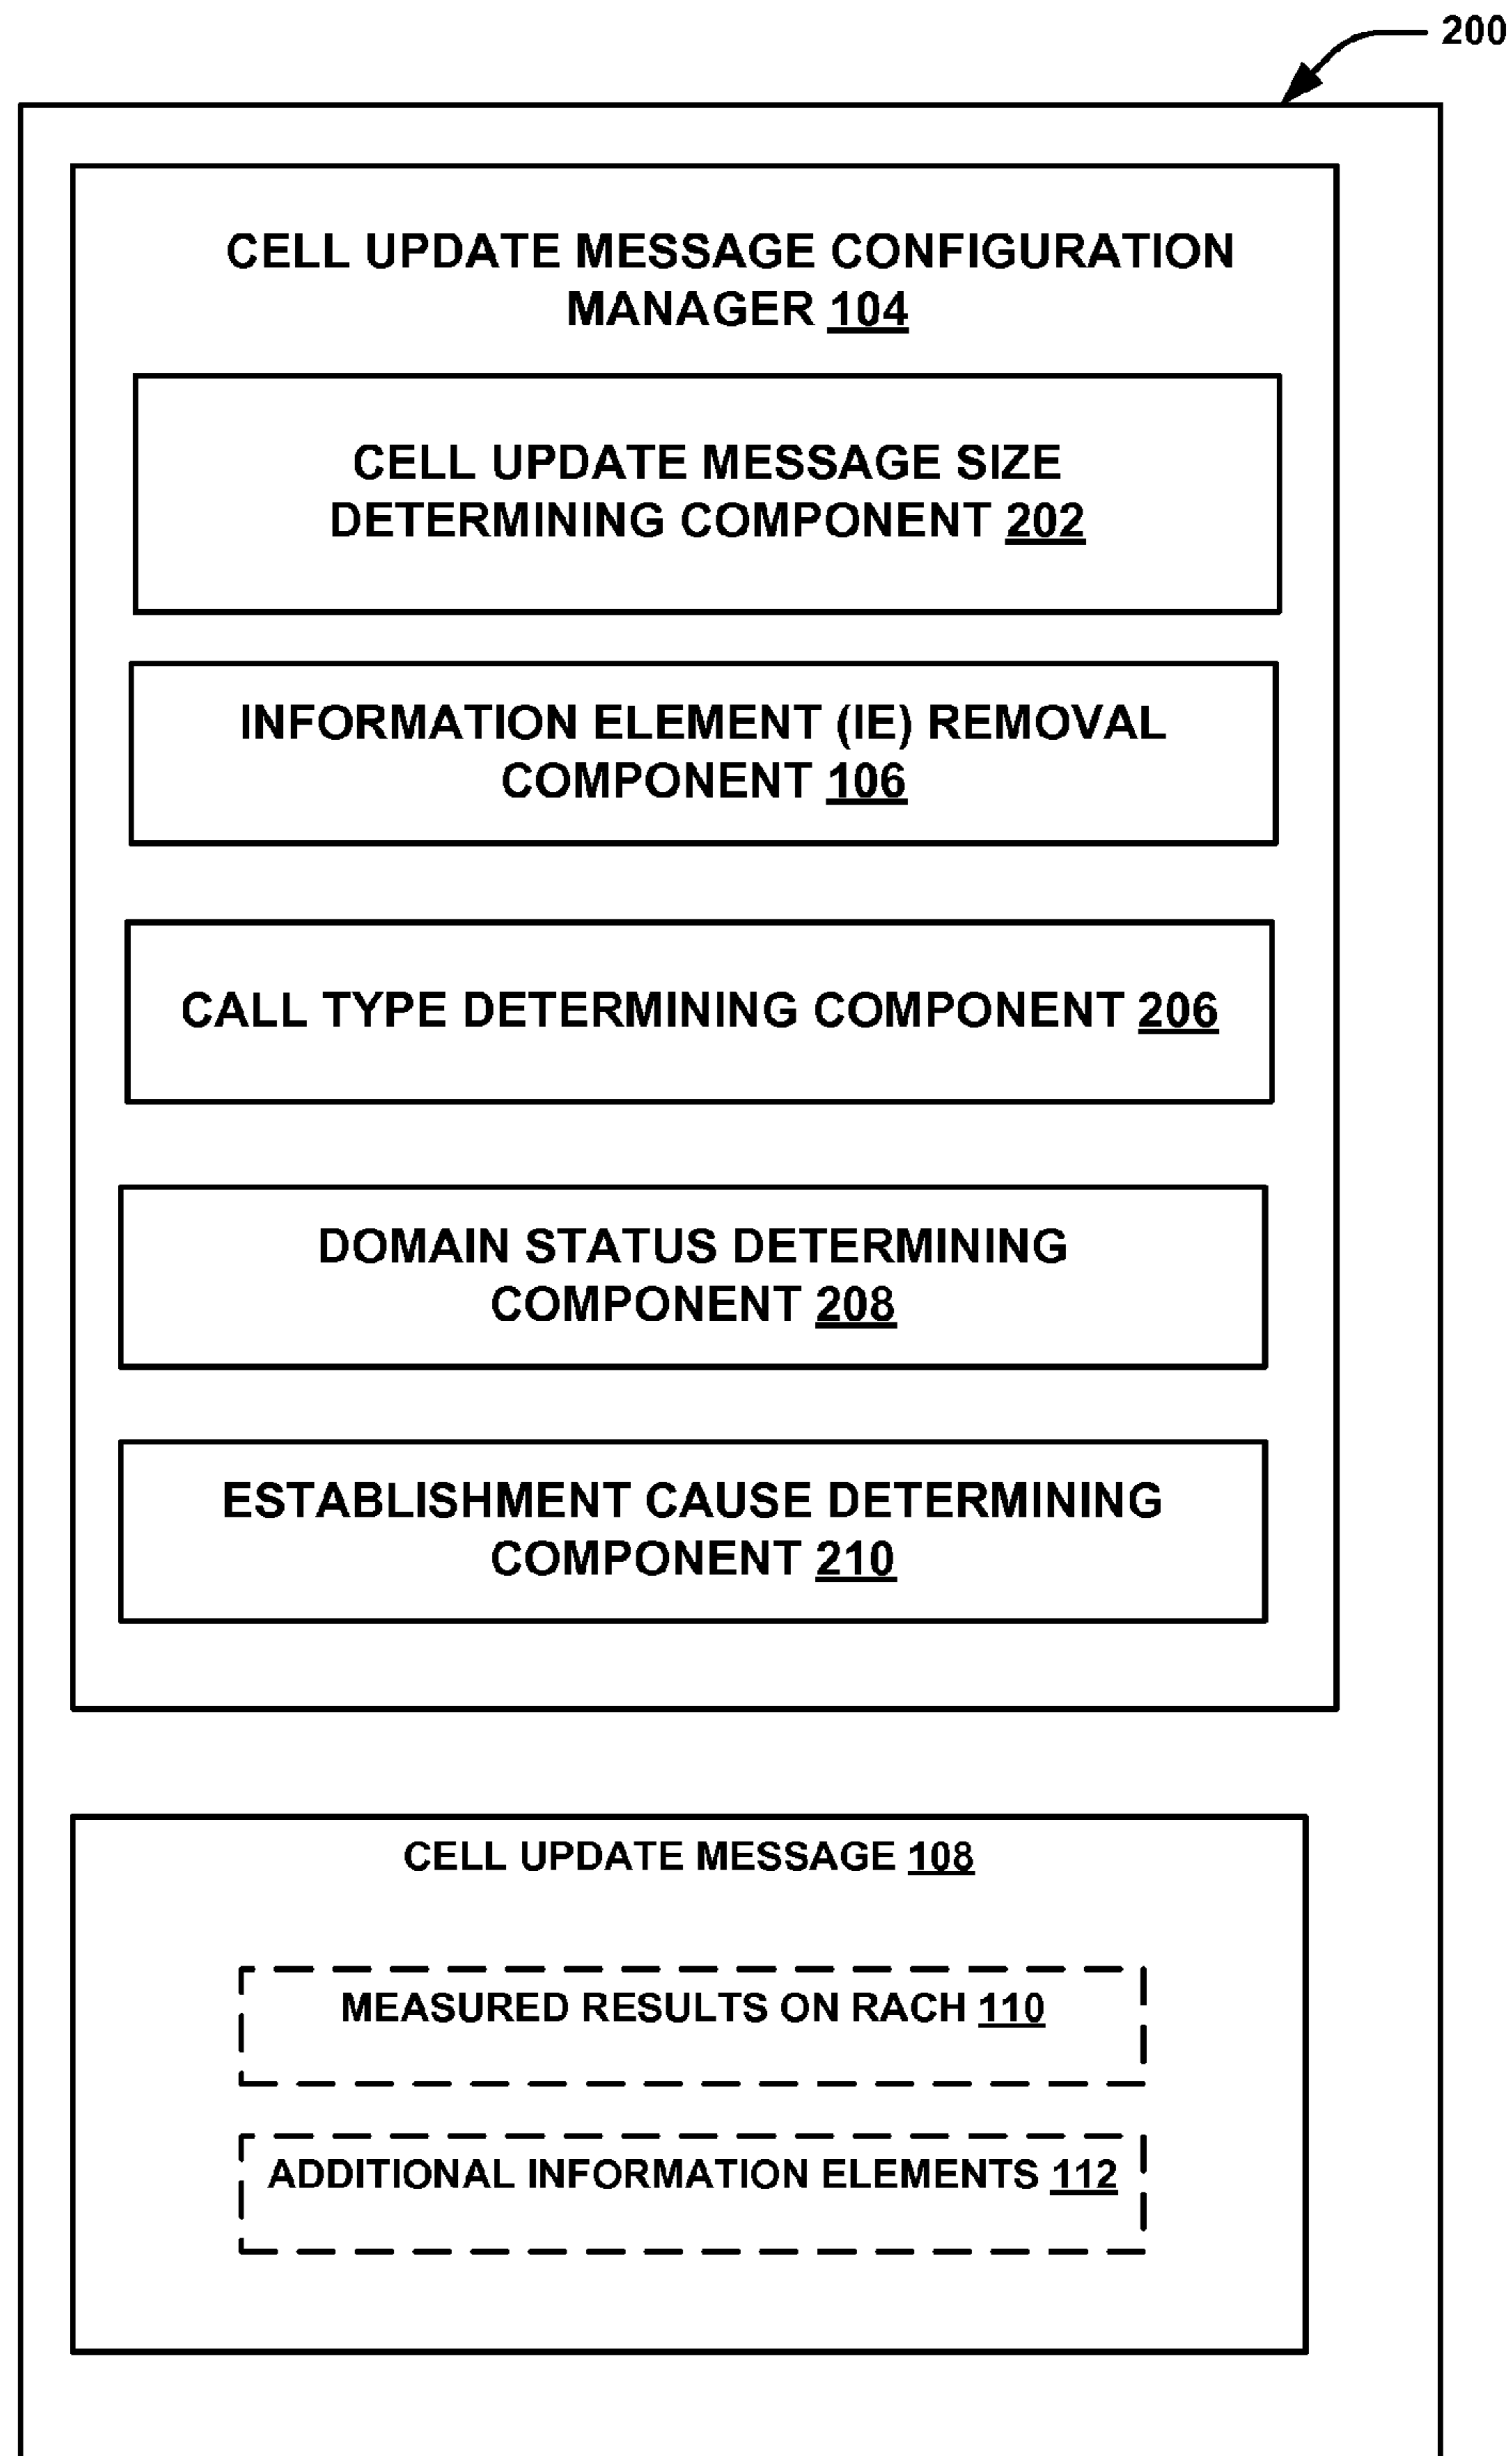 200
CELL UPDATE MESSAGE CONFIGURATION
MANAGER 104
CELL UPDATE MESSAGE SIZE
DETERMINING COMPONENT 202
INFORMATION ELEMENT (IE) REMOVAL
COMPONENT 106
CALL TYPE DETERMINING COMPONENT 206
DOMAIN STATUS DETERMINING
COMPONENT 208
ESTABLISHMENT CAUSE DETERMINING
COMPONENT 210
CELL UPDATE MESSAGE 108
MEASURED RESULTS ON RACH 110
ADDITIONAL INFORMATION ELEMENTS 112